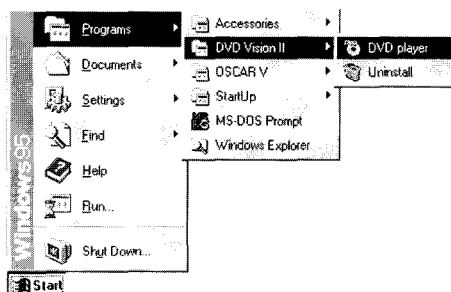 Programs
Documents
Settings
Find
Help
Run...
Shut Down...
Windows95
Start
Accessories
DVD Vision II
OSCAR V
StartUp
MS-DOS Prompt
Windows Explorer
DVD player
Uninstall